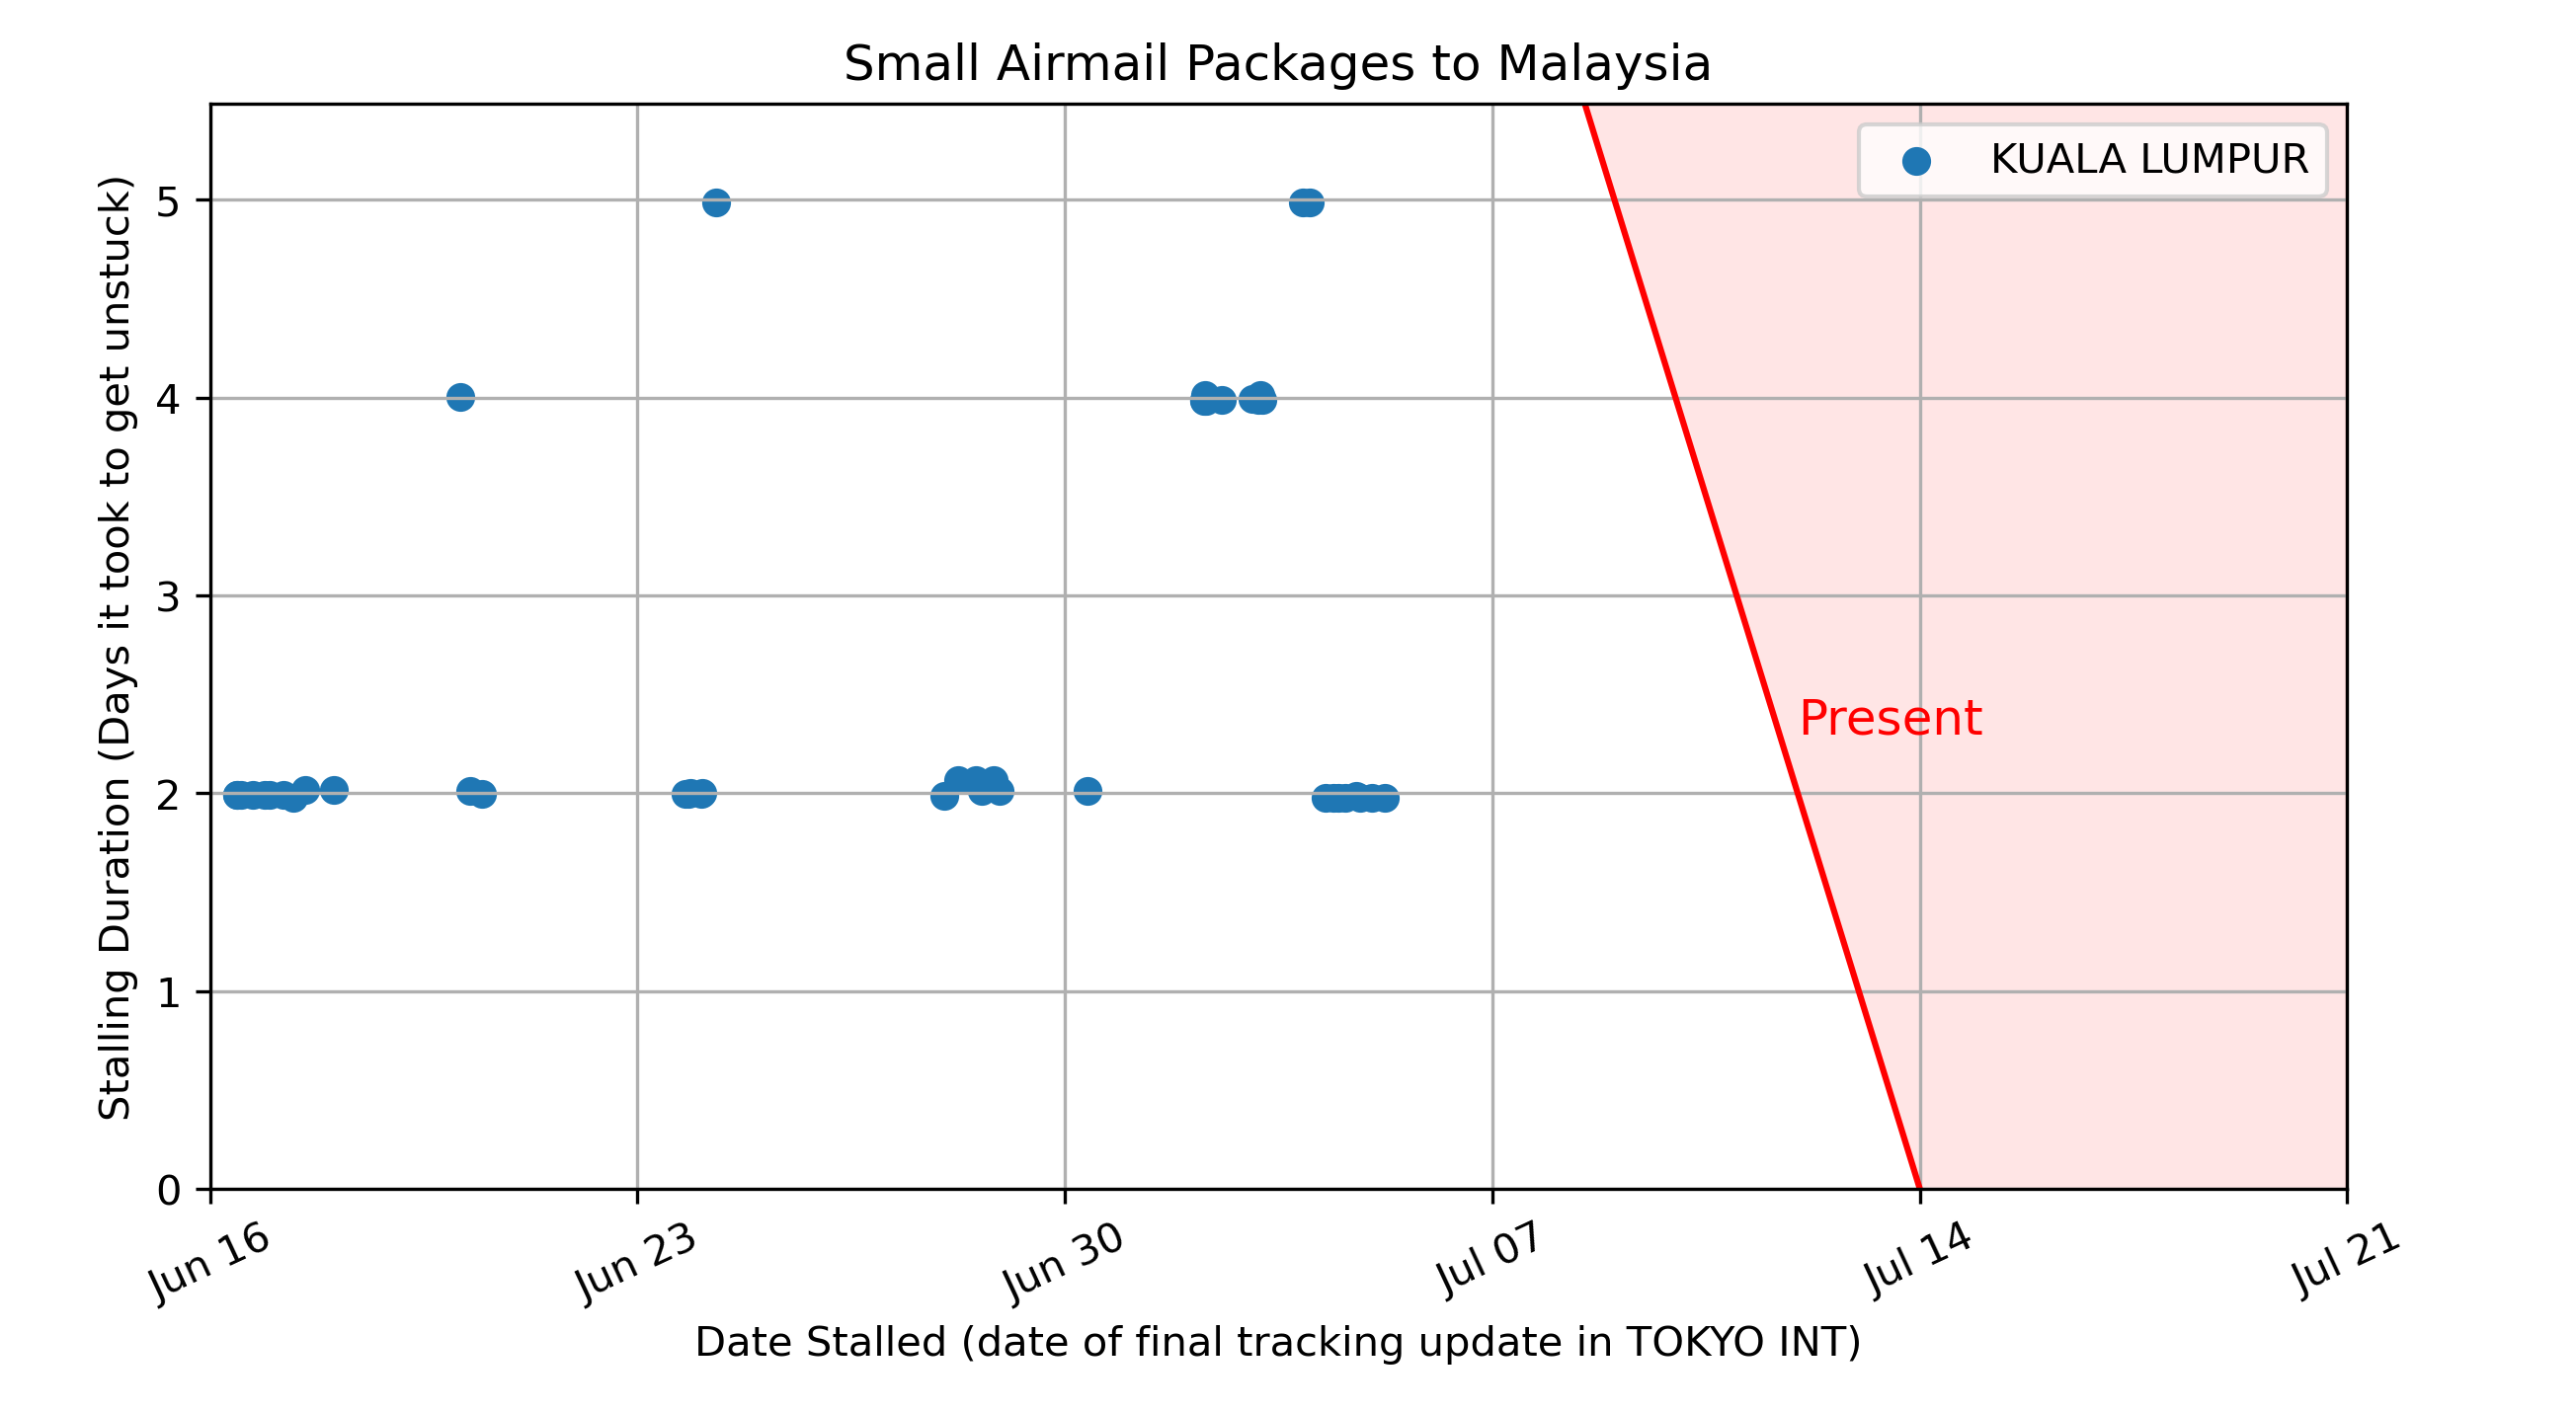 Small Airmail Packages to Malaysia
KUALA LUMPUR
Stalling Duration (Days it took to get unstuck)
5
4
3
2
1
0
Present
Jun 16
Jun 23
Jun 30
Jul 07
Jul 14
Jul 21
Date Stalled (date of final tracking update in TOKYO INT)